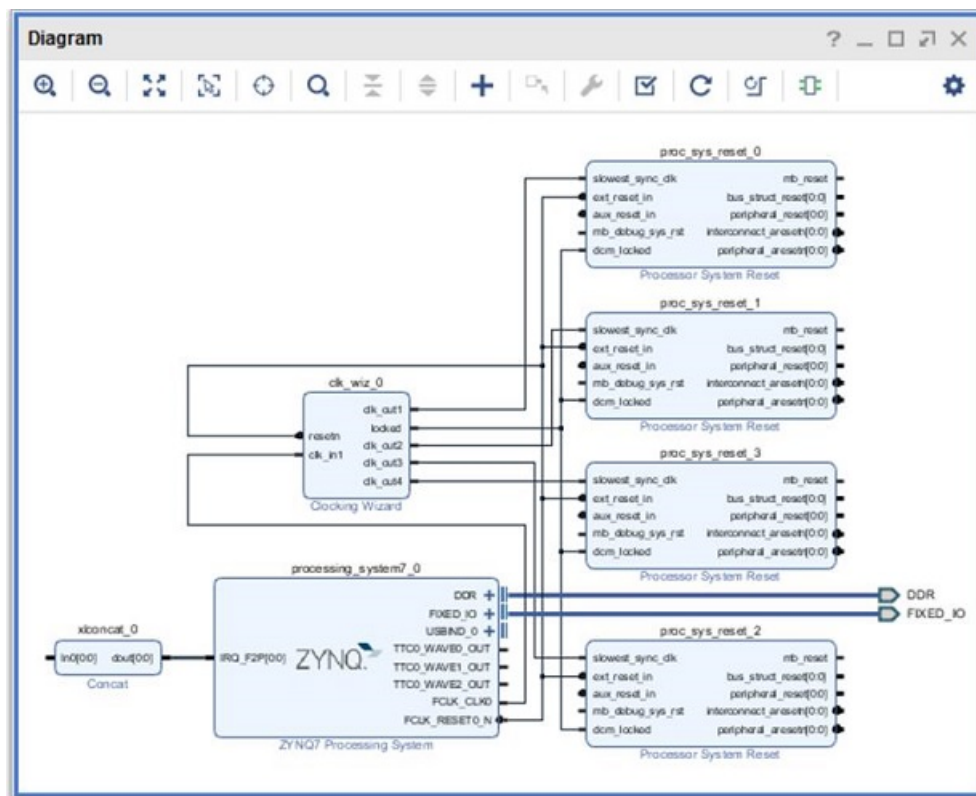 Diagram
proc_sys_reset_0
slowest_sync_clk mb_reset
ext_reset_in bus_struct_reset[0:0]
aux_reset_in peripheral_reset[0:0]
mb_debug_sys_rst interconnect_aresetn[0:0]
dcm_locked peripheral_aresetn[0:0]
Processor System Reset
proc_sys_reset_1
slowest_sync_clk mb_reset
ext_reset_in bus_struct_reset[0:0]
aux_reset_in peripheral_reset[0:0]
mb_debug_sys_rst interconnect_aresetn[0:0]
dcm_locked peripheral_aresetn[0:0]
Processor System Reset
clk_wiz_0
clk_out1
locked
resetn
clk_out2
clk_in1
clk_out3
clk_out4
Clocking Wizard
proc_sys_reset_3
slowest_sync_clk mb_reset
ext_reset_in bus_struct_reset[0:0]
aux_reset_in peripheral_reset[0:0]
mb_debug_sys_rst interconnect_aresetn[0:0]
dcm_locked peripheral_aresetn[0:0]
Processor System Reset
processing_system7_0
DDR
FIXED_IO
USBIND_0
TTC0_WAVE0_OUT
IRQ_F2P[0:0] ZYNQ.
TTC0_WAVE1_OUT
TTC0_WAVE2_OUT
FCLK_CLK0
FCLK_RESET0_N
ZYNQ7 Processing System
DDR
FIXED_IO
xlconcat_0
In0[0:0] dout[0:0]
Concat
proc_sys_reset_2
slowest_sync_clk mb_reset
ext_reset_in bus_struct_reset[0:0]
aux_reset_in peripheral_reset[0:0]
mb_debug_sys_rst interconnect_aresetn[0:0]
dcm_locked peripheral_aresetn[0:0]
Processor System Reset